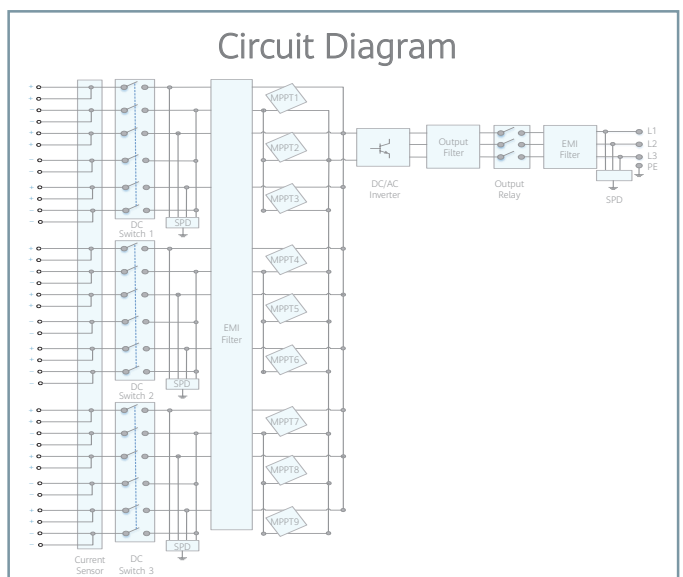 Circuit Diagram
MPPT1
MPPT2
MPPT3
SPD
DC
Switch 1
MPPT4
MPPT5
MPPT6
SPD
DC
Switch 2
EMI
Filter
MPPT7
MPPT8
MPPT9
SPD
Current
Sensor
DC
Switch 3
DC/AC
Inverter
Output
Filter
Output
Relay
EMI
Filter
L1
L2
L3
PE
SPD